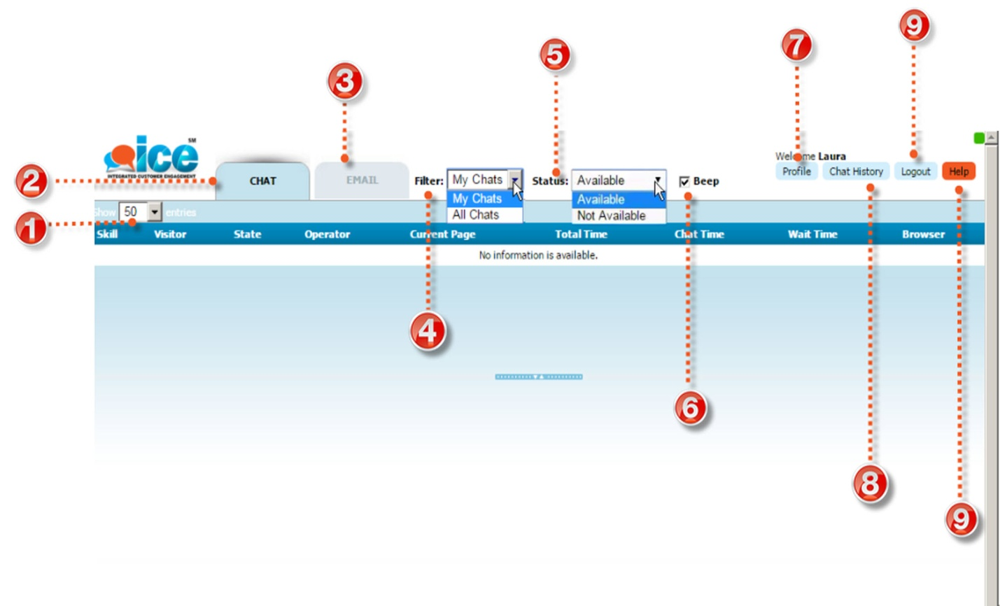 9
7
5
3
ice SM
INTEGRATED CUSTOMER ENGAGEMENT
Welcome Laura
2
CHAT
EMAIL
Filter: My Chats
My Chats
All Chats
Status: Available
Available
Not Available
Beep
Profile Chat History Logout Help
1
Show 50 entries
Skill Visitor State Operator Current Page Total Time Chat Time Wait Time Browser
No information is available.
4
6
8
9